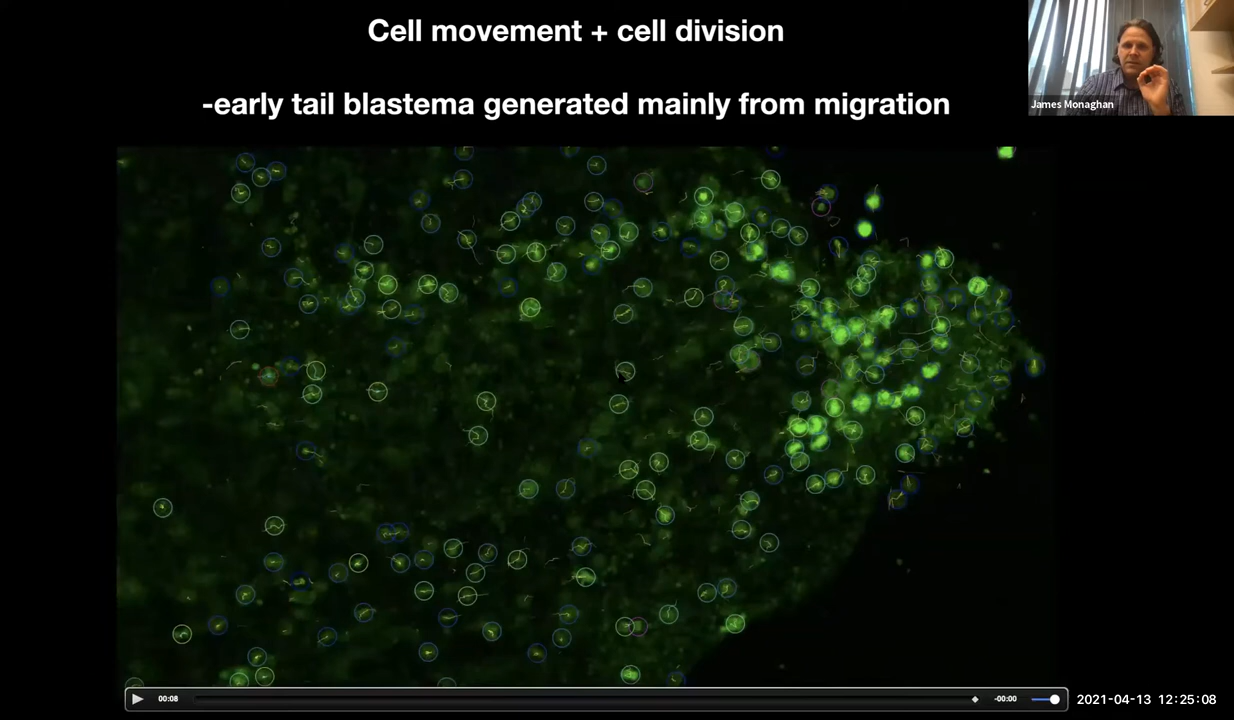 Cell movement + cell division
-early tail blastema generated mainly from migration
James Monaghan
00:08
-00:00
2021-04-13 12:25:08